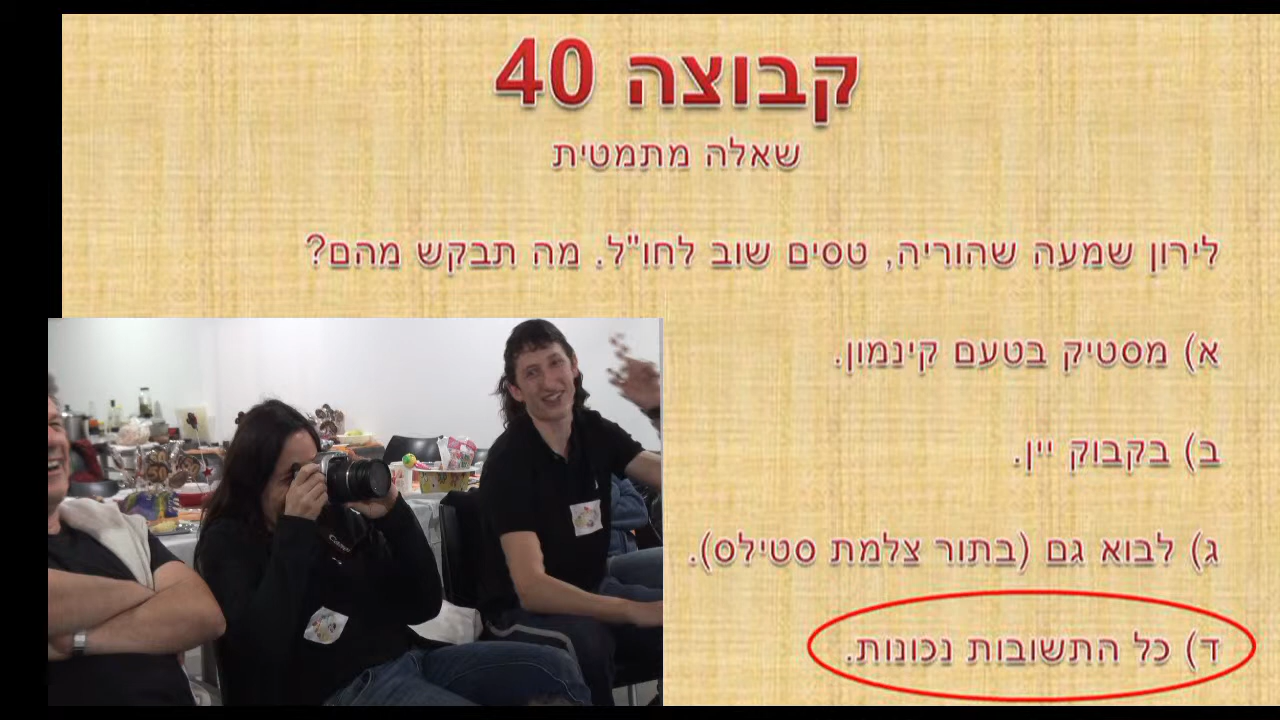 קבוצה 40
שאלה מתמטית
לירון שמעה שהוריה, טסים שוב לחו"ל. מה תבקש מהם?
א) מסטיק בטעם קינמון.
ב) בקבוק יין.
ג) לבוא גם (בתור צלמת סטילס).
ד) כל התשובות נכונות.
Canon